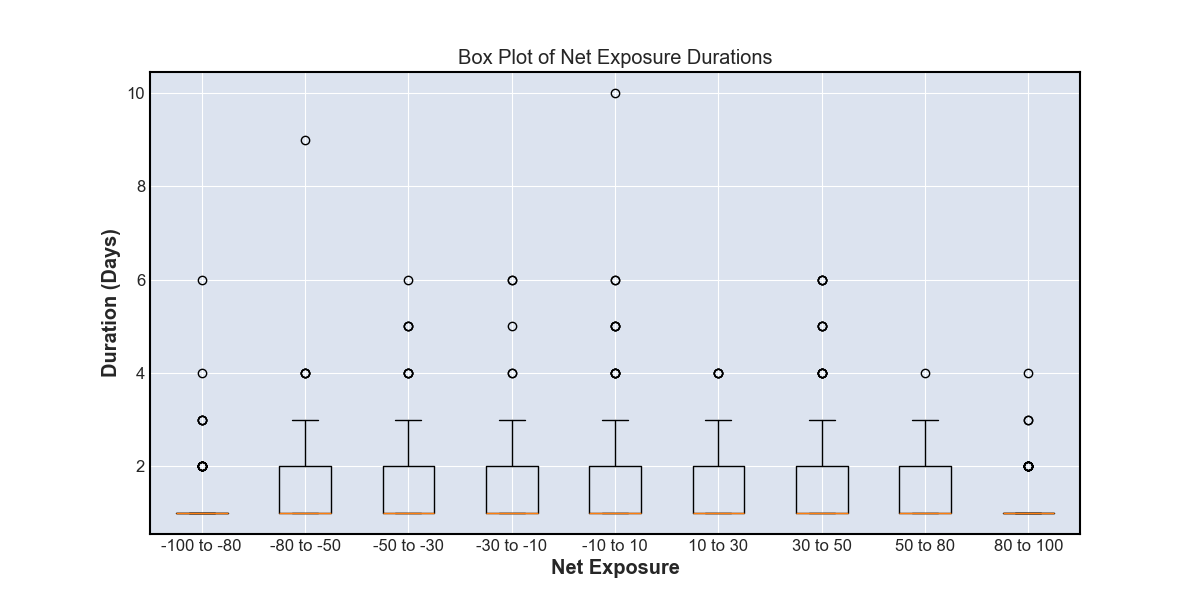 Box Plot of Net Exposure Durations
10
8
6
4
2
Duration (Days)
-100 to -80 -80 to -50 -50 to -30 -30 to -10 -10 to 10 10 to 30 30 to 50 50 to 80 80 to 100
Net Exposure